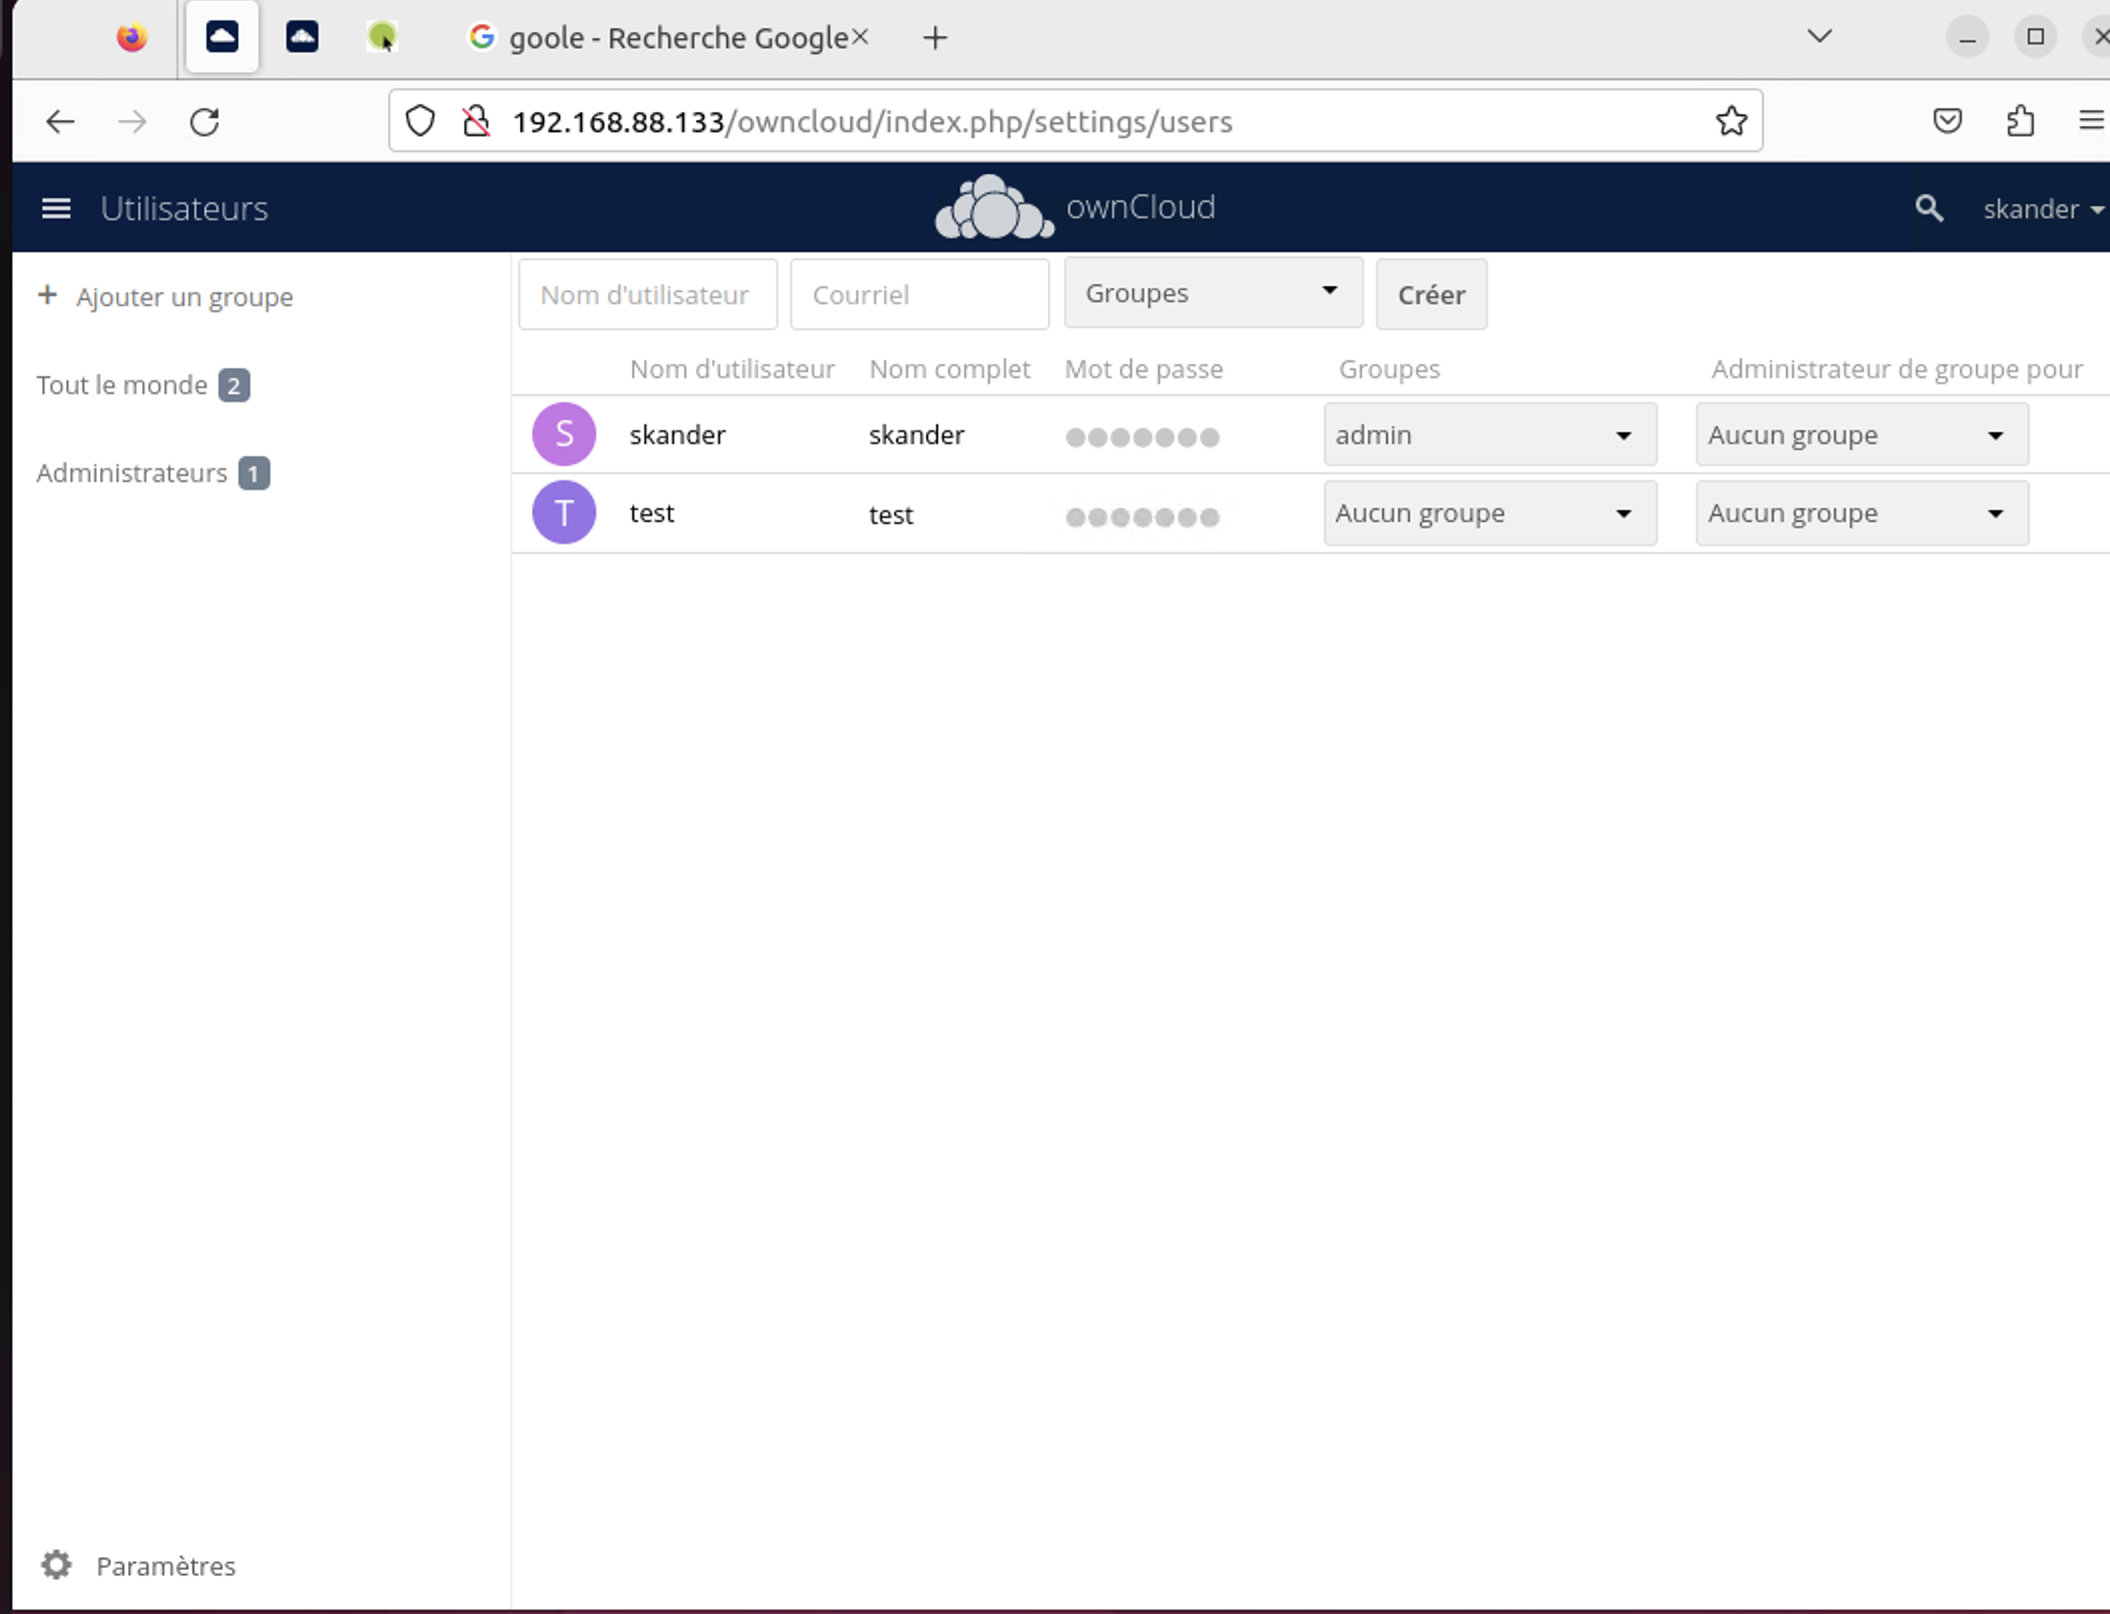 goole - Recherche Google
192.168.88.133/owncloud/index.php/settings/users
Utilisateurs
ownCloud
skander
+ Ajouter un groupe
Nom d'utilisateur
Courriel
Groupes
Créer
Tout le monde 2
Administrateurs 1
Nom d'utilisateur Nom complet Mot de passe Groupes Administrateur de groupe pour
S skander skander admin Aucun groupe
T test test Aucun groupe Aucun groupe
Paramètres